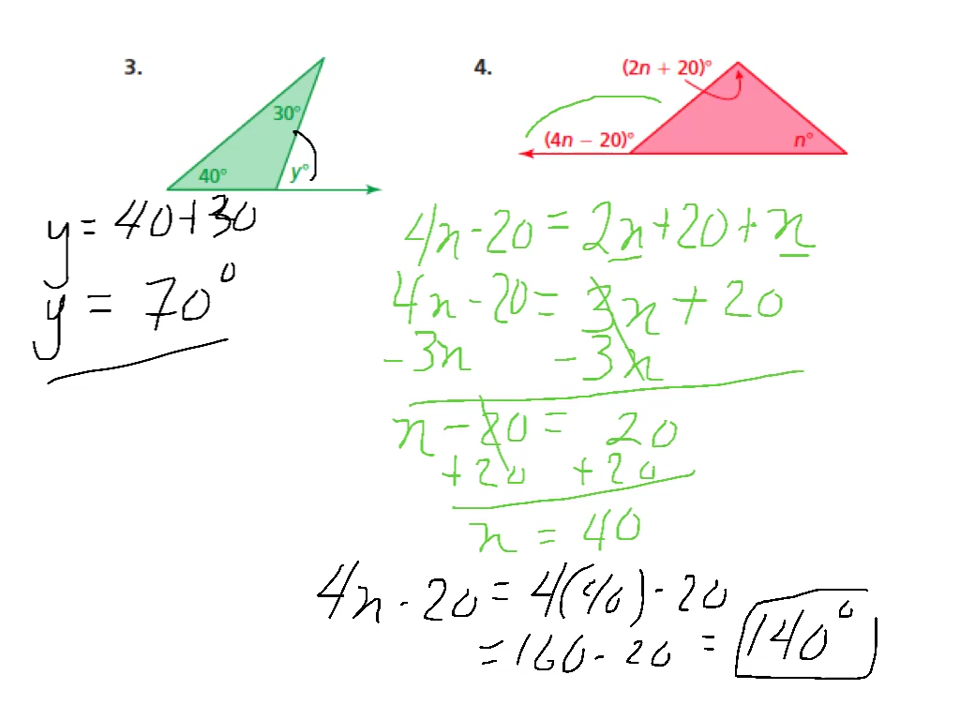 3.
30°
40°
y°
y = 40+30
y = 70°
4.
(2n + 20)°
(4n − 20)°
n°
4n-20 = 2n+20+n
4n-20 = 3n+20
-3n -3n
n-20 = 20
+20 +20
n = 40
4n-20 = 4(40)-20
= 160-20 = 140°